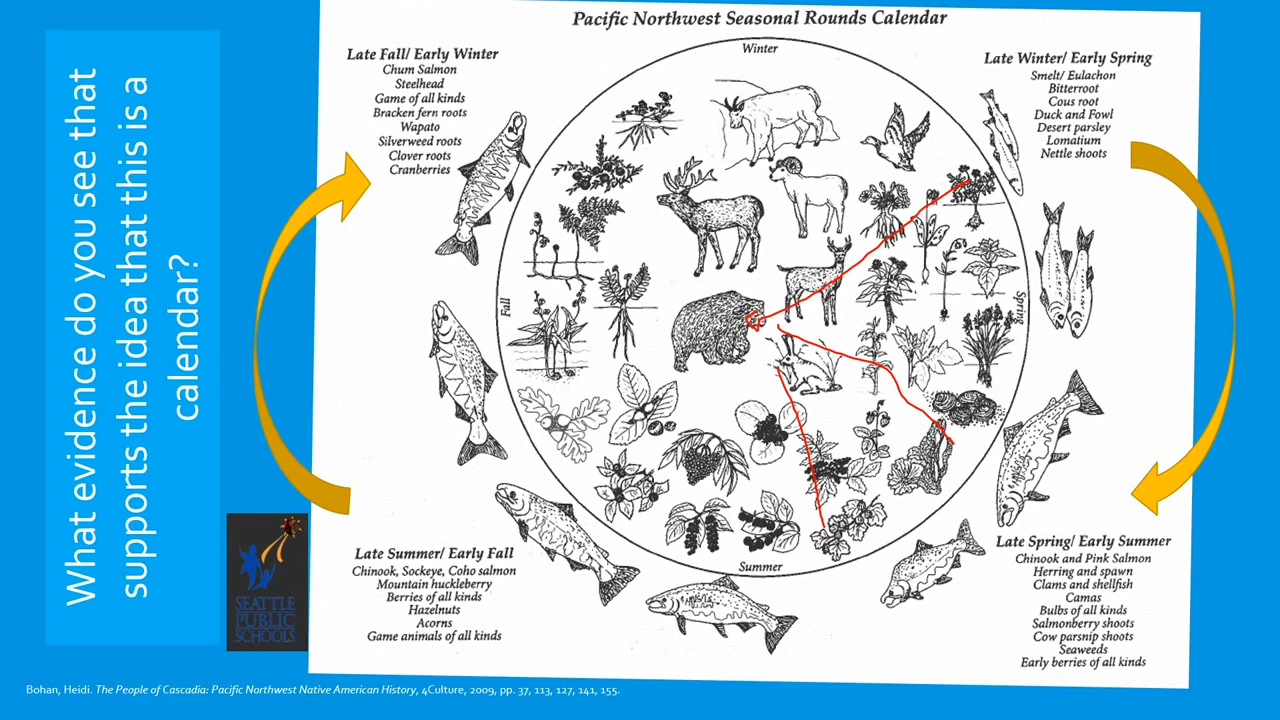 What evidence do you see that
supports the idea that this is a
calendar?
Pacific Northwest Seasonal Rounds Calendar
Late Fall/ Early Winter
Chum Salmon
Steelhead
Game of all kinds
Bracken fern roots
Wapato
Silverweed roots
Clover roots
Cranberries
Late Winter/ Early Spring
Smelt/ Eulachon
Bitterroot
Cous root
Duck and Fowl
Desert parsley
Lomatium
Nettle shoots
Winter
Fall
Spring
Summer
Late Summer/ Early Fall
Chinook, Sockeye, Coho salmon
Mountain huckleberry
Berries of all kinds
Hazelnuts
Acorns
Game animals of all kinds
Late Spring/ Early Summer
Chinook and Pink Salmon
Herring and spawn
Clams and shellfish
Camas
Bulbs of all kinds
Salmonberry shoots
Cow parsnip shoots
Seaweeds
Early berries of all kinds
SEATTLE
PUBLIC
SCHOOLS
Bohan, Heidi. The People of Cascadia: Pacific Northwest Native American History, 4Culture, 2009, pp. 37, 113, 127, 141, 155.